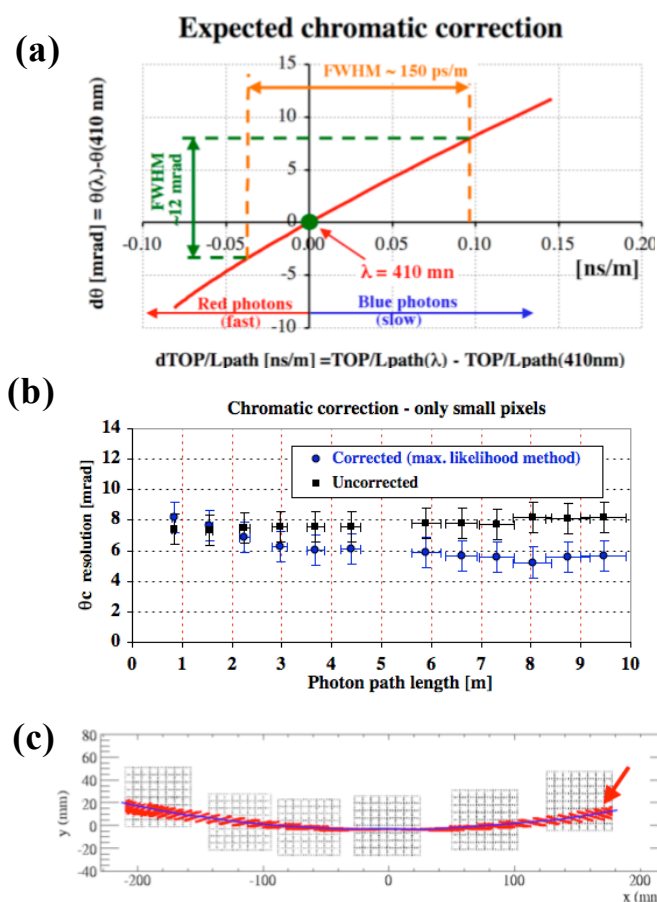 Expected chromatic correction
(a)
15
FWHM ~ 150 ps/m
10
5
0
-5
-10
-0.10
-0.05
0.00
0.05
0.10
0.15
0.20
[ns/m]
FWHM
~12 mrad
dθ [mrad] = θ(λ)-θ(410 nm)
λ = 410 mn
Red photons
(fast)
Blue photons
(slow)
dTOP/Lpath [ns/m] =TOP/Lpath(λ) - TOP/Lpath(410nm)
(b)
Chromatic correction - only small pixels
14
12
10
8
6
4
2
0
Corrected (max. likelihood method)
Uncorrected
θc resolution [mrad]
0 1 2 3 4 5 6 7 8 9 10
Photon path length [m]
(c)
80
60
40
20
0
-20
-40
y (mm)
-200 -100 0 100 200
x (mm